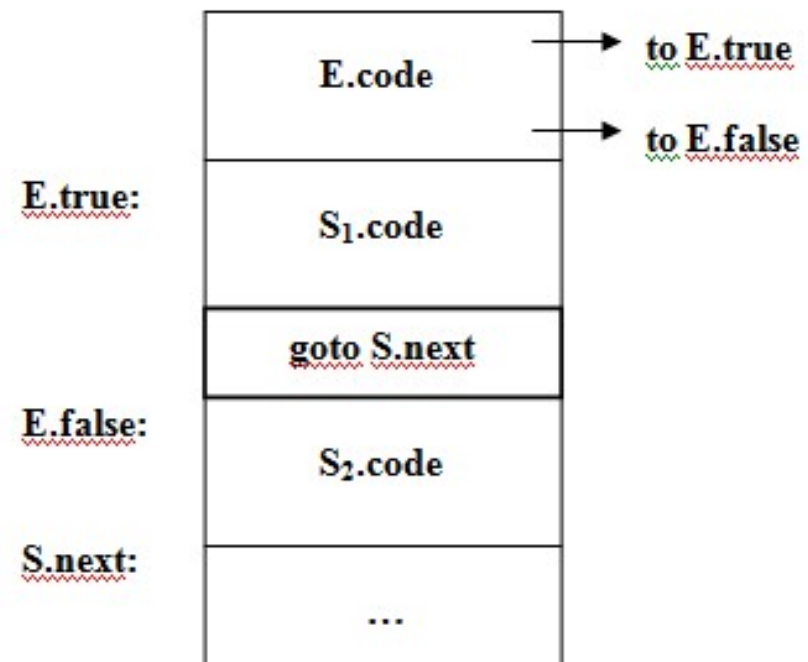 E.code
to E.true
to E.false
E.true:
S₁.code
goto S.next
E.false:
S₂.code
S.next:
...